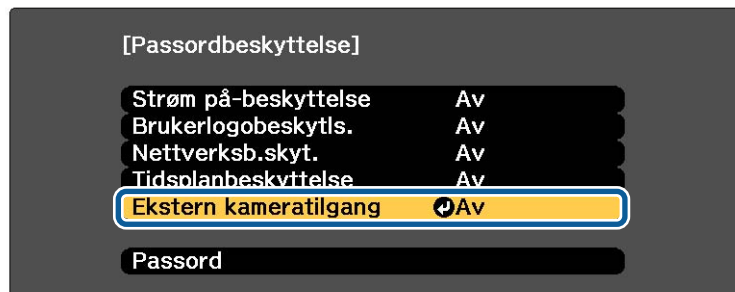 [Passordbeskyttelse]
Strøm på-beskyttelse Av
Brukerlogobeskytls. Av
Nettverksb.skyt. Av
Tidsplanbeskyttelse Av
Ekstern kameratilgang Av
Passord